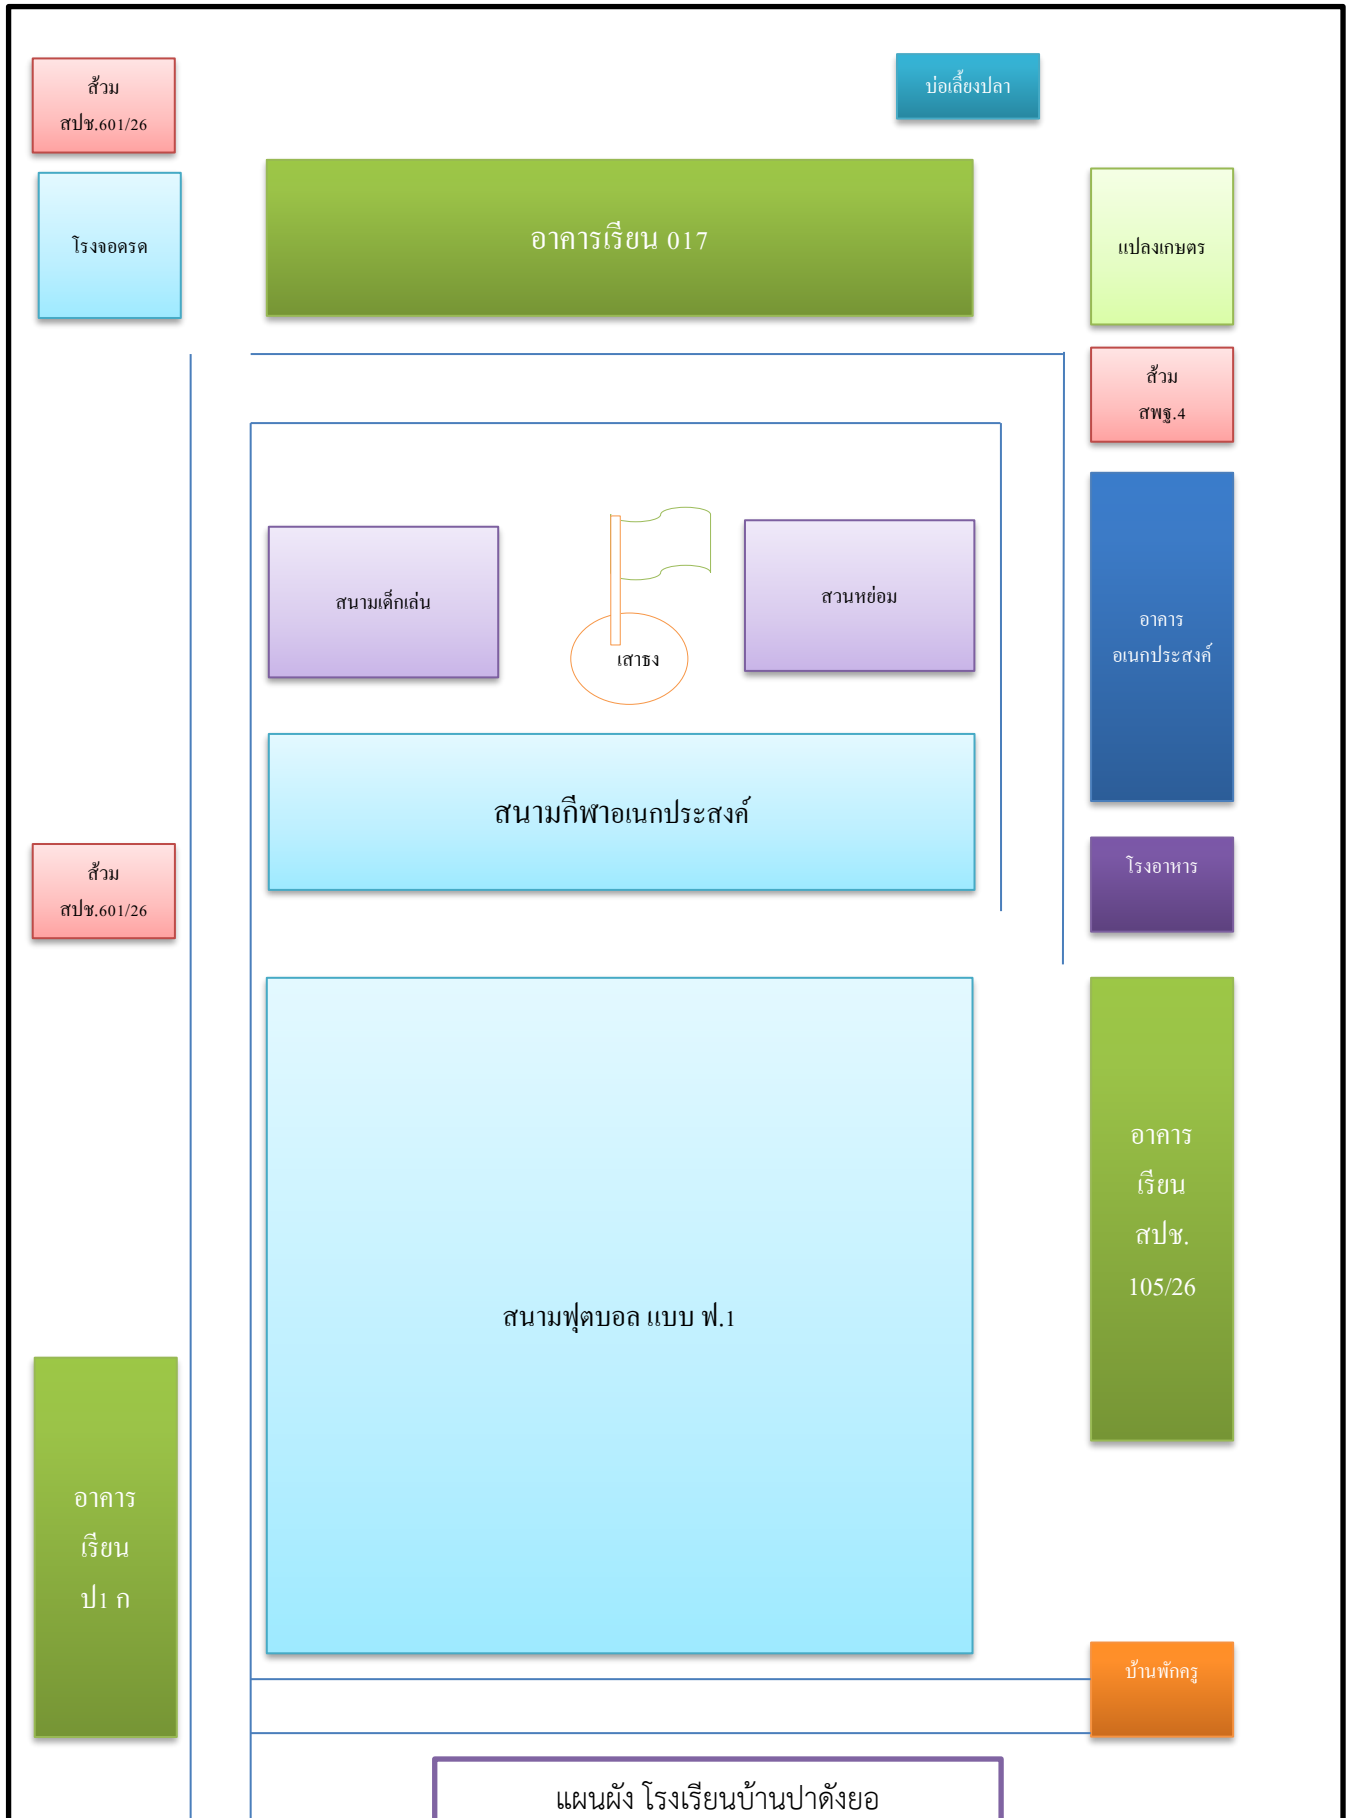 ส้วม
สปช.601/26
บ่อเลี้ยงปลา
โรงจอดรด
อาคารเรียน 017
แปลงเกษตร
ส้วม
สพฐ.4
สนามเด็กเล่น
เสาธง
สวนหย่อม
อาคาร
อเนกประสงค์
สนามกีฬาอเนกประสงค์
ส้วม
สปช.601/26
โรงอาหาร
อาคาร
เรียน
สปช.
105/26
สนามฟุตบอล แบบ ฟ.1
อาคาร
เรียน
ป1 ก
บ้านพักครู
แผนผัง โรงเรียนบ้านปาดังยอ